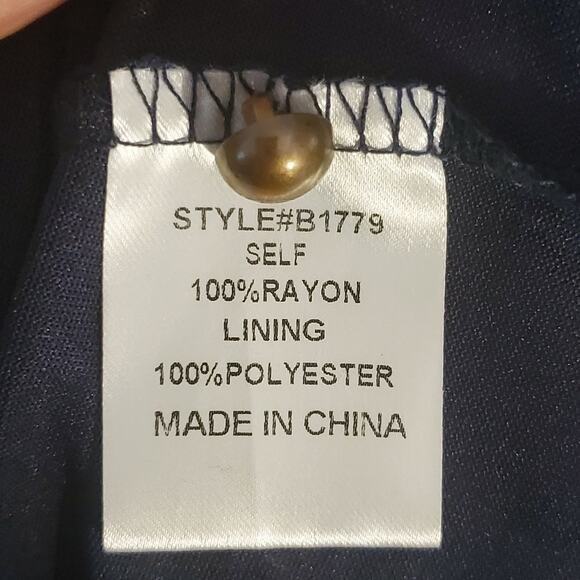 STYLE#B1779
SELF
100%RAYON
LINING
100%POLYESTER
MADE IN CHINA